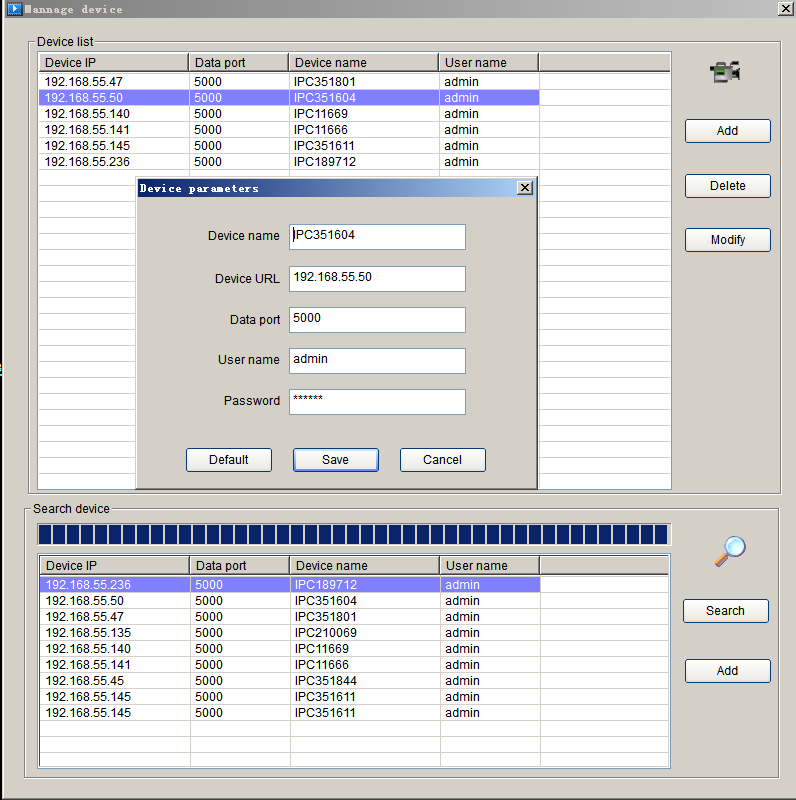 Mannage device
Device list
Device IP Data port Device name User name
192.168.55.47 5000 IPC351801 admin
192.168.55.50 5000 IPC351604 admin
192.168.55.140 5000 IPC11669 admin
192.168.55.141 5000 IPC11666 admin
192.168.55.145 5000 IPC351611 admin
192.168.55.236 5000 IPC189712 admin
Add
Delete
Modify
Device parameters
Device name IPC351604
Device URL 192.168.55.50
Data port 5000
User name admin
Password ******
Default Save Cancel
Search device
Device IP Data port Device name User name
192.168.55.236 5000 IPC189712 admin
192.168.55.50 5000 IPC351604 admin
192.168.55.47 5000 IPC351801 admin
192.168.55.135 5000 IPC210069 admin
192.168.55.140 5000 IPC11669 admin
192.168.55.141 5000 IPC11666 admin
192.168.55.45 5000 IPC351844 admin
192.168.55.145 5000 IPC351611 admin
192.168.55.145 5000 IPC351611 admin
Search
Add